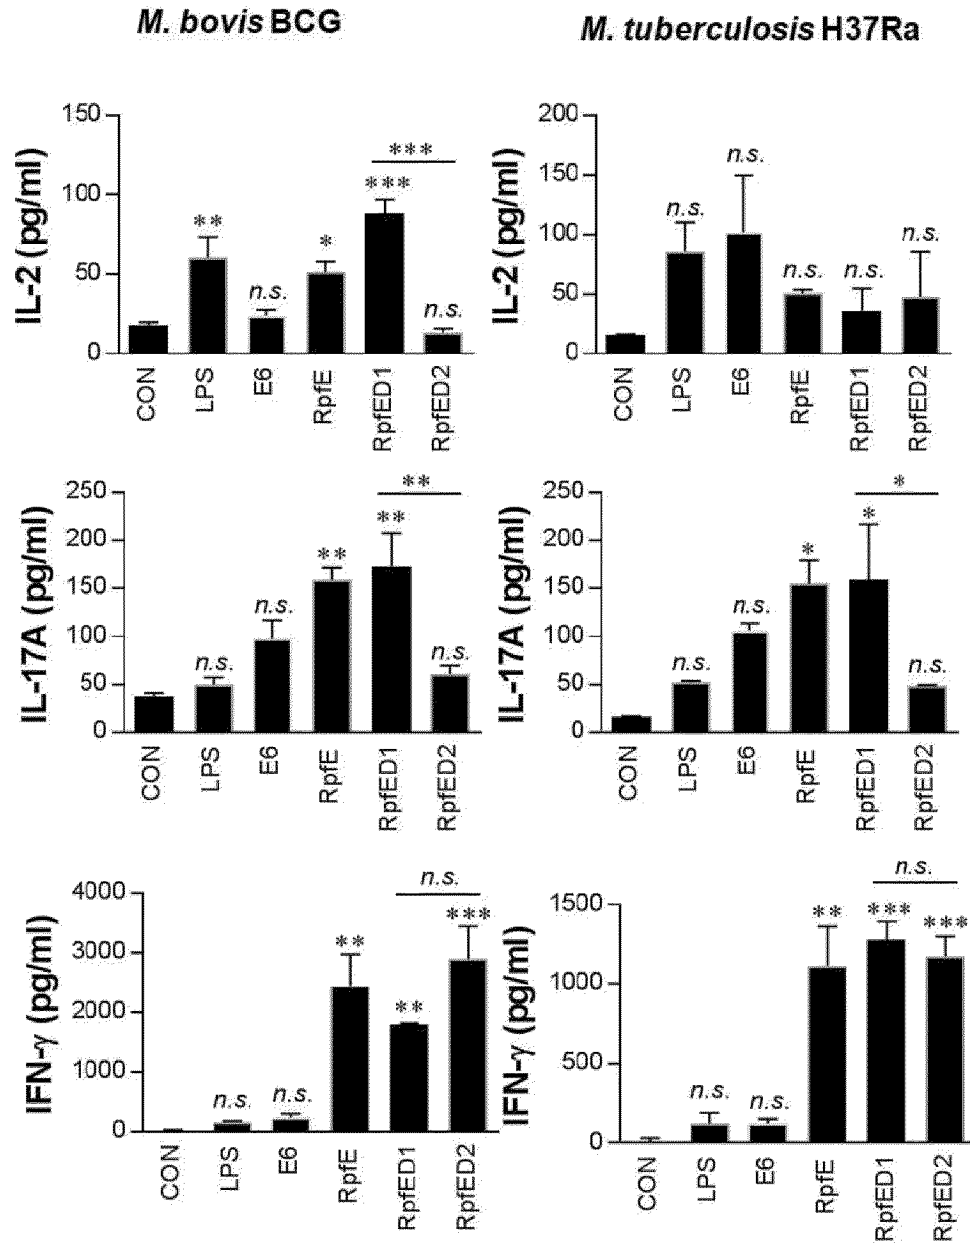 M. bovis BCG
M. tuberculosis H37Ra
IL-2 (pg/ml)
150
100
50
0
**
n.s.
*
***
***
n.s.
CON
LPS
E6
RpfE
RpfED1
RpfED2
IL-2 (pg/ml)
200
150
100
50
0
n.s.
n.s.
n.s.
n.s.
n.s.
CON
LPS
E6
RpfE
RpfED1
RpfED2
IL-17A (pg/ml)
250
200
150
100
50
0
n.s.
n.s.
**
**
**
n.s.
CON
LPS
E6
RpfE
RpfED1
RpfED2
IL-17A (pg/ml)
250
200
150
100
50
0
n.s.
n.s.
*
*
*
n.s.
CON
LPS
E6
RpfE
RpfED1
RpfED2
IFN-γ (pg/ml)
4000
3000
2000
1000
0
n.s.
n.s.
**
**
n.s.
***
CON
LPS
E6
RpfE
RpfED1
RpfED2
IFN-γ (pg/ml)
1500
1000
500
0
n.s.
n.s.
**
n.s.
***
***
CON
LPS
E6
RpfE
RpfED1
RpfED2